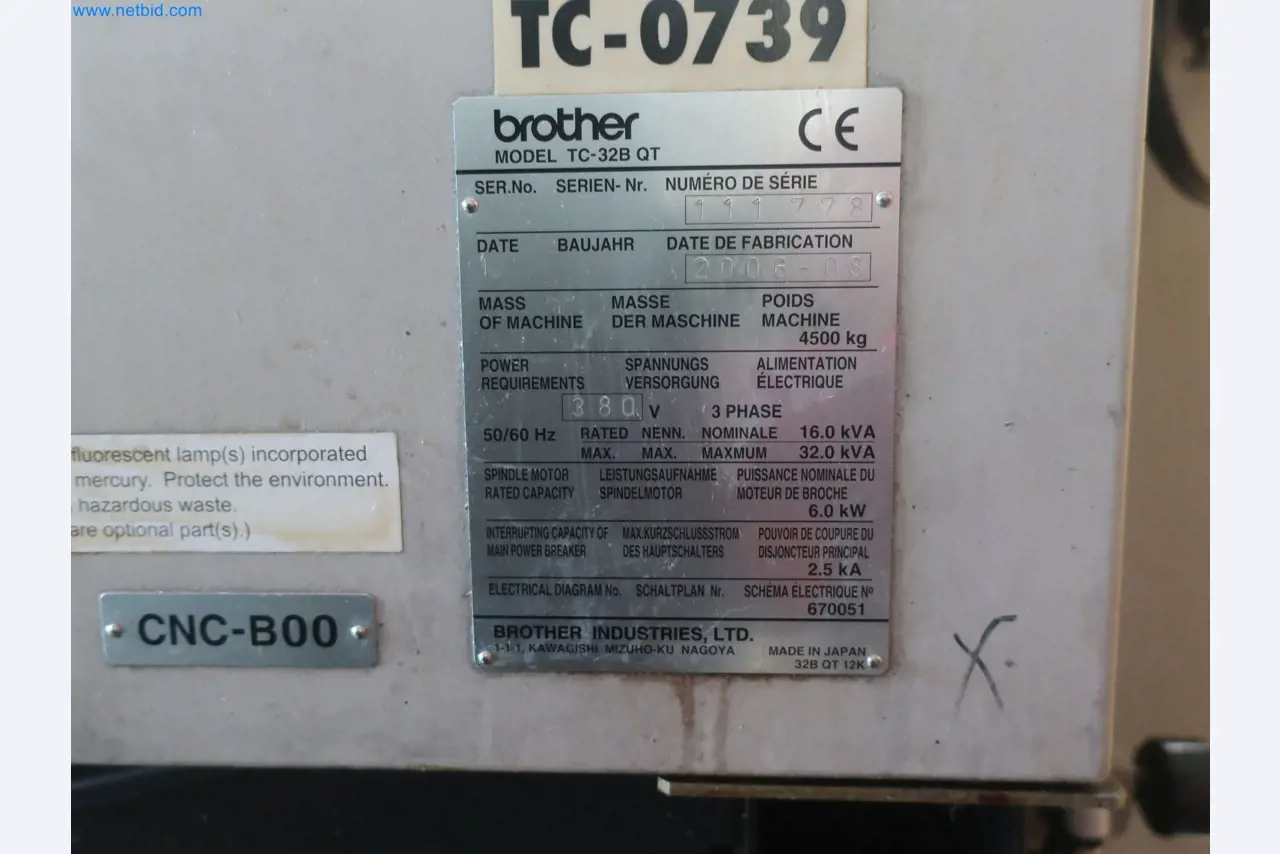 www.netbid.com
TC-0739
brother
CE
MODEL TC-32B QT
SER.No. SERIEN-Nr. NUMÉRO DE SÉRIE
111778
DATE BAUJAHR DATE DE FABRICATION
2006-08
MASS MASSE POIDS
OF MACHINE DER MASCHINE MACHINE
4500 kg
POWER SPANNUNGS ALIMENTATION
REQUIREMENTS VERSORGUNG ÉLECTRIQUE
380 V 3 PHASE
50/60 Hz RATED NENN. NOMINALE 16.0 kVA
MAX. MAX. MAXMUM 32.0 kVA
SPINDLE MOTOR LEISTUNGSAUFNAHME PUISSANCE NOMINALE DU
RATED CAPACITY SPINDELMOTOR MOTEUR DE BROCHE
6.0 kW
INTERRUPTING CAPACITY OF MAX.KURZSCHLUSSSTROM POUVOIR DE COUPURE DU
MAIN POWER BREAKER DES HAUPTSCHALTERS DISJONCTEUR PRINCIPAL
2.5 kA
ELECTRICAL DIAGRAM No. SCHALTPLAN Nr. SCHÉMA ÉLECTRIQUE Nº
670051
BROTHER INDUSTRIES, LTD.
1-1-1, KAWAGISHI MIZUHO-KU NAGOYA MADE IN JAPAN
32B QT 12K
fluorescent lamp(s) incorporated
mercury. Protect the environment.
hazardous waste.
are optional part(s).)
CNC-B00